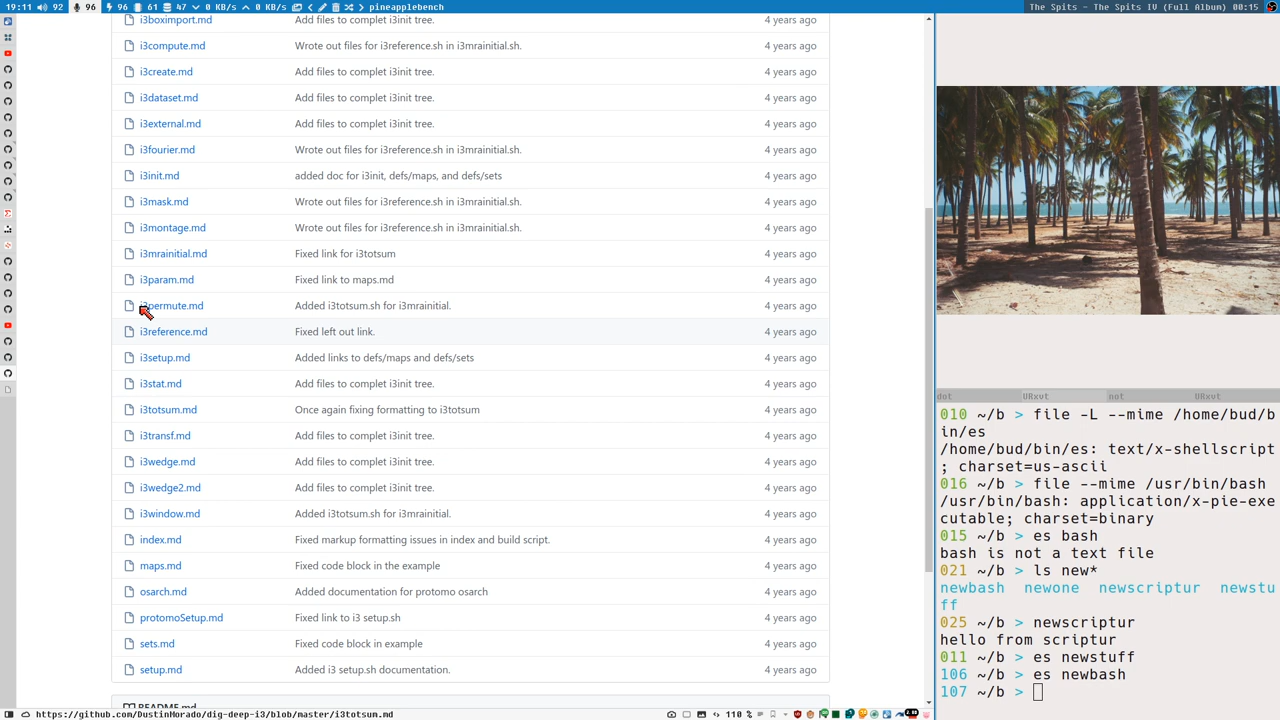 19:11 92 96 96 61 47 0 KB/s 0 KB/s pineapplebench
The Spits - The Spits IV (Full Album) 00:15
i3boximport.md Add files to complet i3init tree. 4 years ago
i3compute.md Wrote out files for i3reference.sh in i3mrainitial.sh. 4 years ago
i3create.md Add files to complet i3init tree. 4 years ago
i3dataset.md Add files to complet i3init tree. 4 years ago
i3external.md Add files to complet i3init tree. 4 years ago
i3fourier.md Wrote out files for i3reference.sh in i3mrainitial.sh. 4 years ago
i3init.md added doc for i3init, defs/maps, and defs/sets 4 years ago
i3mask.md Wrote out files for i3reference.sh in i3mrainitial.sh. 4 years ago
i3montage.md Wrote out files for i3reference.sh in i3mrainitial.sh. 4 years ago
i3mrainitial.md Fixed link for i3totsum 4 years ago
i3param.md Fixed link to maps.md 4 years ago
i3permute.md Added i3totsum.sh for i3mrainitial. 4 years ago
i3reference.md Fixed left out link. 4 years ago
i3setup.md Added links to defs/maps and defs/sets 4 years ago
i3stat.md Add files to complet i3init tree. 4 years ago
i3totsum.md Once again fixing formatting to i3totsum 4 years ago
i3transf.md Add files to complet i3init tree. 4 years ago
i3wedge.md Add files to complet i3init tree. 4 years ago
i3wedge2.md Add files to complet i3init tree. 4 years ago
i3window.md Added i3totsum.sh for i3mrainitial. 4 years ago
index.md Fixed markup formatting issues in index and build script. 4 years ago
maps.md Fixed code block in the example 4 years ago
osarch.md Added documentation for protomo osarch 4 years ago
protomoSetup.md Fixed link to i3 setup.sh 4 years ago
sets.md Fixed code block in example 4 years ago
setup.md Added i3 setup.sh documentation. 4 years ago
README.md
https://github.com/DustinMorado/dig-deep-i3/blob/master/i3totsum.md 110 %
dot URxvt not URxvt
010 ~/b > file -L --mime /home/bud/b
in/es
/home/bud/bin/es: text/x-shellscript
; charset=us-ascii
016 ~/b > file --mime /usr/bin/bash
/usr/bin/bash: application/x-pie-exe
cutable; charset=binary
015 ~/b > es bash
bash is not a text file
021 ~/b > ls new*
newbash newone newscriptur newstu
ff
025 ~/b > newscriptur
hello from scriptur
011 ~/b > es newstuff
106 ~/b > es newbash
107 ~/b >